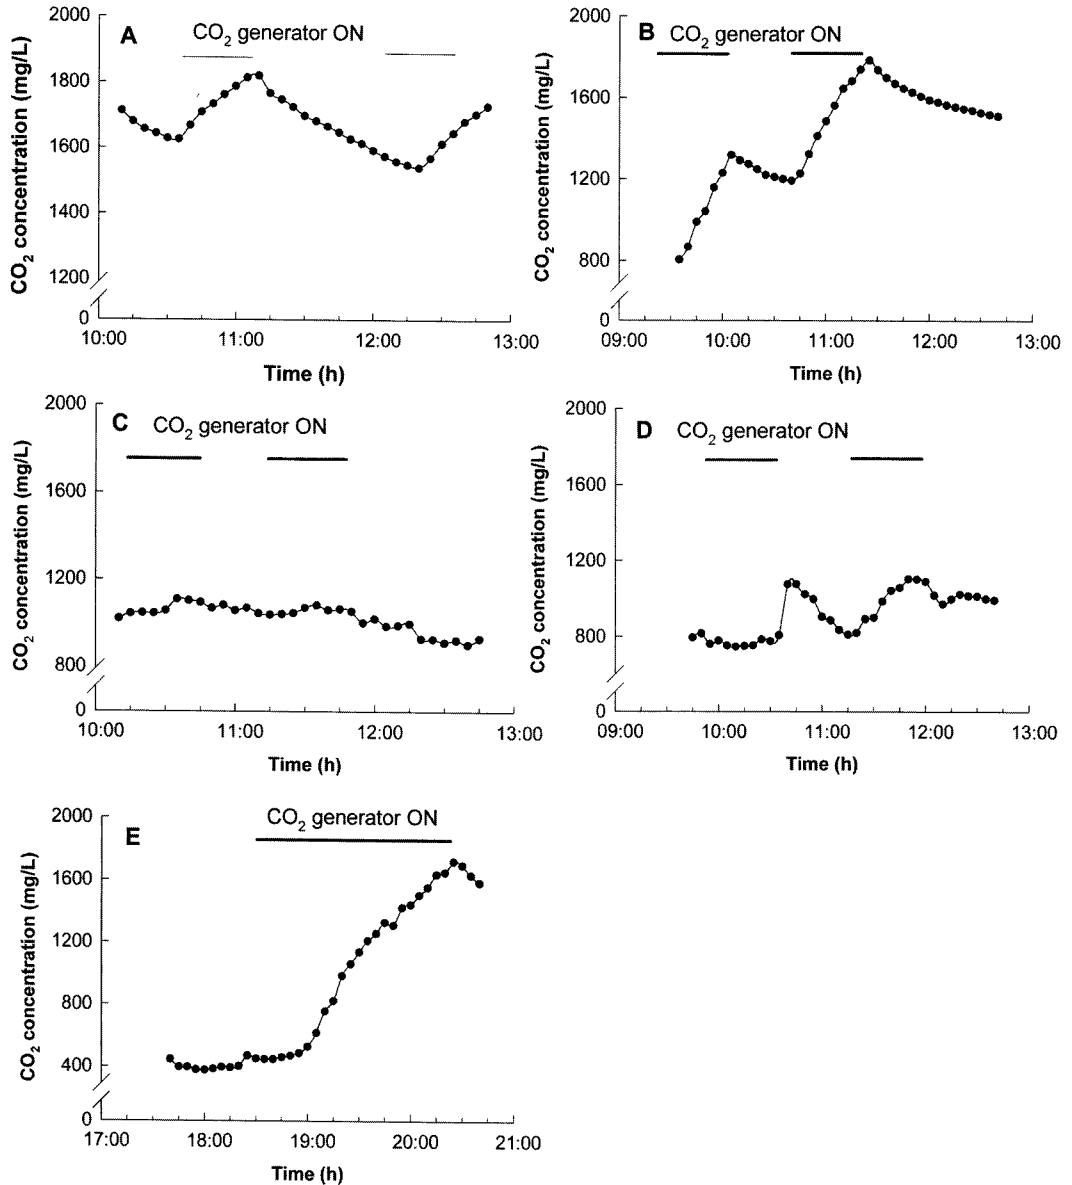 A
CO2 generator ON
CO2 concentration (mg/L)
2000
1800
1600
1400
1200
0
10:00 11:00 12:00 13:00
Time (h)
B
CO2 generator ON
CO2 concentration (mg/L)
2000
1600
1200
800
0
09:00 10:00 11:00 12:00 13:00
Time (h)
C
CO2 generator ON
CO2 concentration (mg/L)
2000
1600
1200
800
0
10:00 11:00 12:00 13:00
Time (h)
D
CO2 generator ON
CO2 concentration (mg/L)
2000
1600
1200
800
0
09:00 10:00 11:00 12:00 13:00
Time (h)
E
CO2 generator ON
CO2 concentration (mg/L)
2000
1600
1200
800
400
0
17:00 18:00 19:00 20:00 21:00
Time (h)